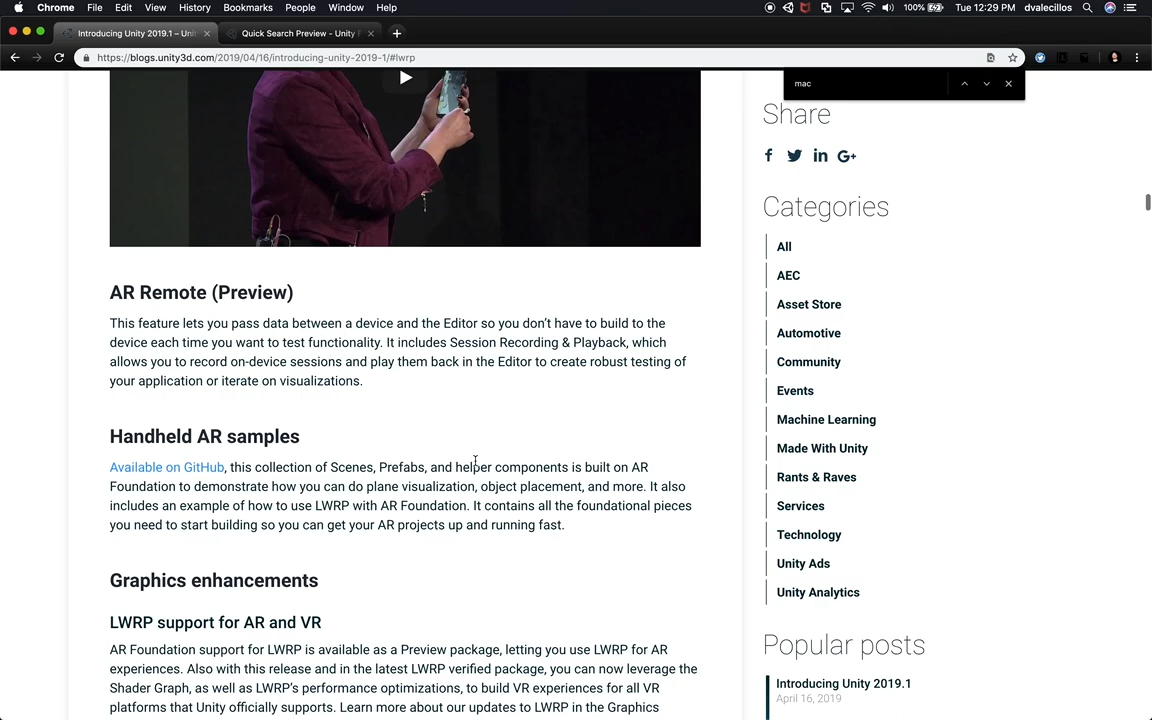 Chrome File Edit View History Bookmarks People Window Help 100% Tue 12:29 PM dvalecillos
Introducing Unity 2019.1 – Unit
Quick Search Preview - Unity F
https://blogs.unity3d.com/2019/04/16/introducing-unity-2019-1/#lwrp
mac
AR Remote (Preview)
This feature lets you pass data between a device and the Editor so you don’t have to build to the
device each time you want to test functionality. It includes Session Recording & Playback, which
allows you to record on-device sessions and play them back in the Editor to create robust testing of
your application or iterate on visualizations.
Handheld AR samples
Available on GitHub, this collection of Scenes, Prefabs, and helper components is built on AR
Foundation to demonstrate how you can do plane visualization, object placement, and more. It also
includes an example of how to use LWRP with AR Foundation. It contains all the foundational pieces
you need to start building so you can get your AR projects up and running fast.
Graphics enhancements
LWRP support for AR and VR
AR Foundation support for LWRP is available as a Preview package, letting you use LWRP for AR
experiences. Also with this release and in the latest LWRP verified package, you can now leverage the
Shader Graph, as well as LWRP’s performance optimizations, to build VR experiences for all VR
platforms that Unity officially supports. Learn more about our updates to LWRP in the Graphics
Share
f in G+
Categories
All
AEC
Asset Store
Automotive
Community
Events
Machine Learning
Made With Unity
Rants & Raves
Services
Technology
Unity Ads
Unity Analytics
Popular posts
Introducing Unity 2019.1
April 16, 2019